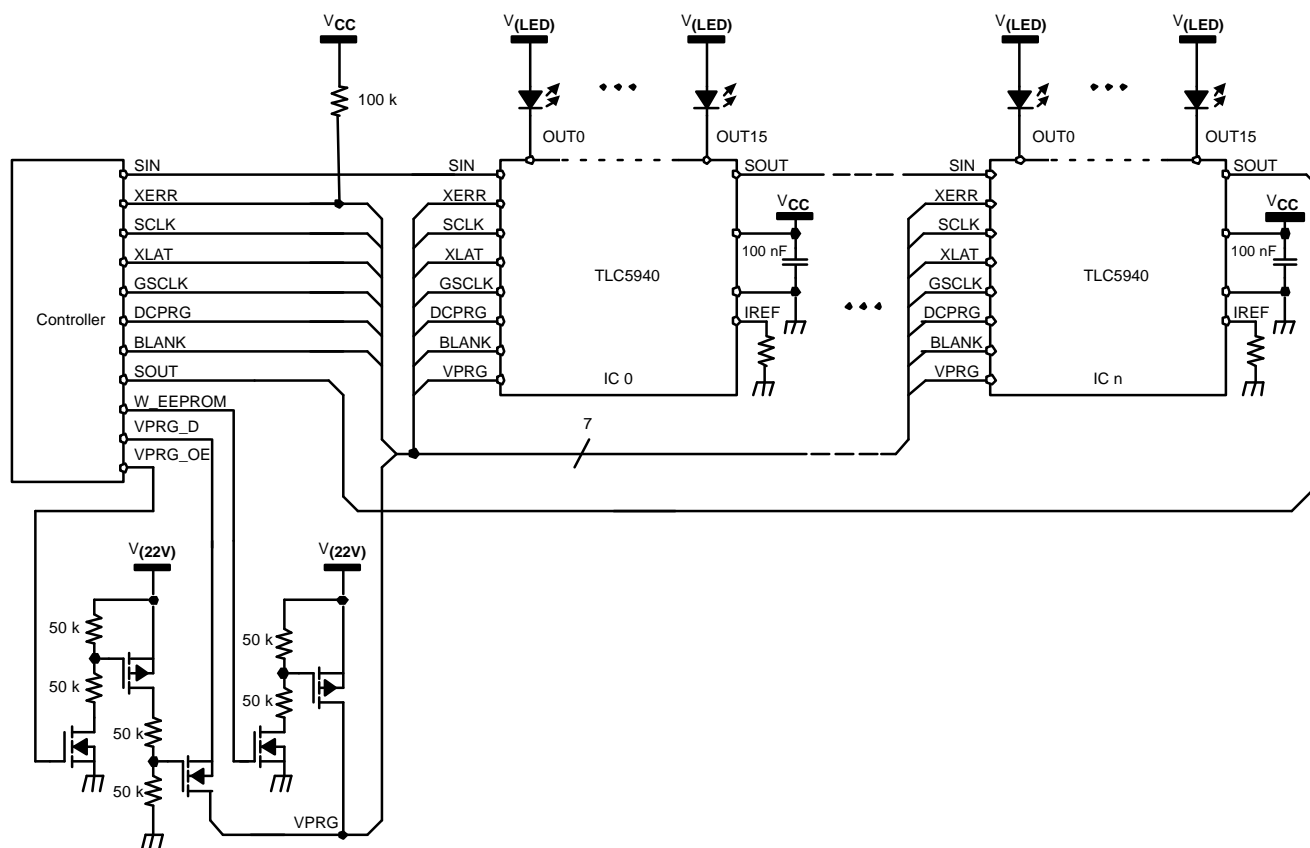 VCC
V(LED)
V(LED)
V(LED)
V(LED)
100 k
OUT0
OUT15
OUT0
OUT15
SIN
XERR
SCLK
XLAT
GSCLK
DCPRG
BLANK
SOUT
W_EEPROM
VPRG_D
VPRG_OE
Controller
SIN
XERR
SCLK
XLAT
GSCLK
DCPRG
BLANK
VPRG
TLC5940
IC 0
SOUT
VCC
100 nF
IREF
SIN
XERR
SCLK
XLAT
GSCLK
DCPRG
BLANK
VPRG
TLC5940
IC n
SOUT
VCC
100 nF
IREF
7
V(22V)
V(22V)
50 k
50 k
50 k
50 k
50 k
50 k
VPRG